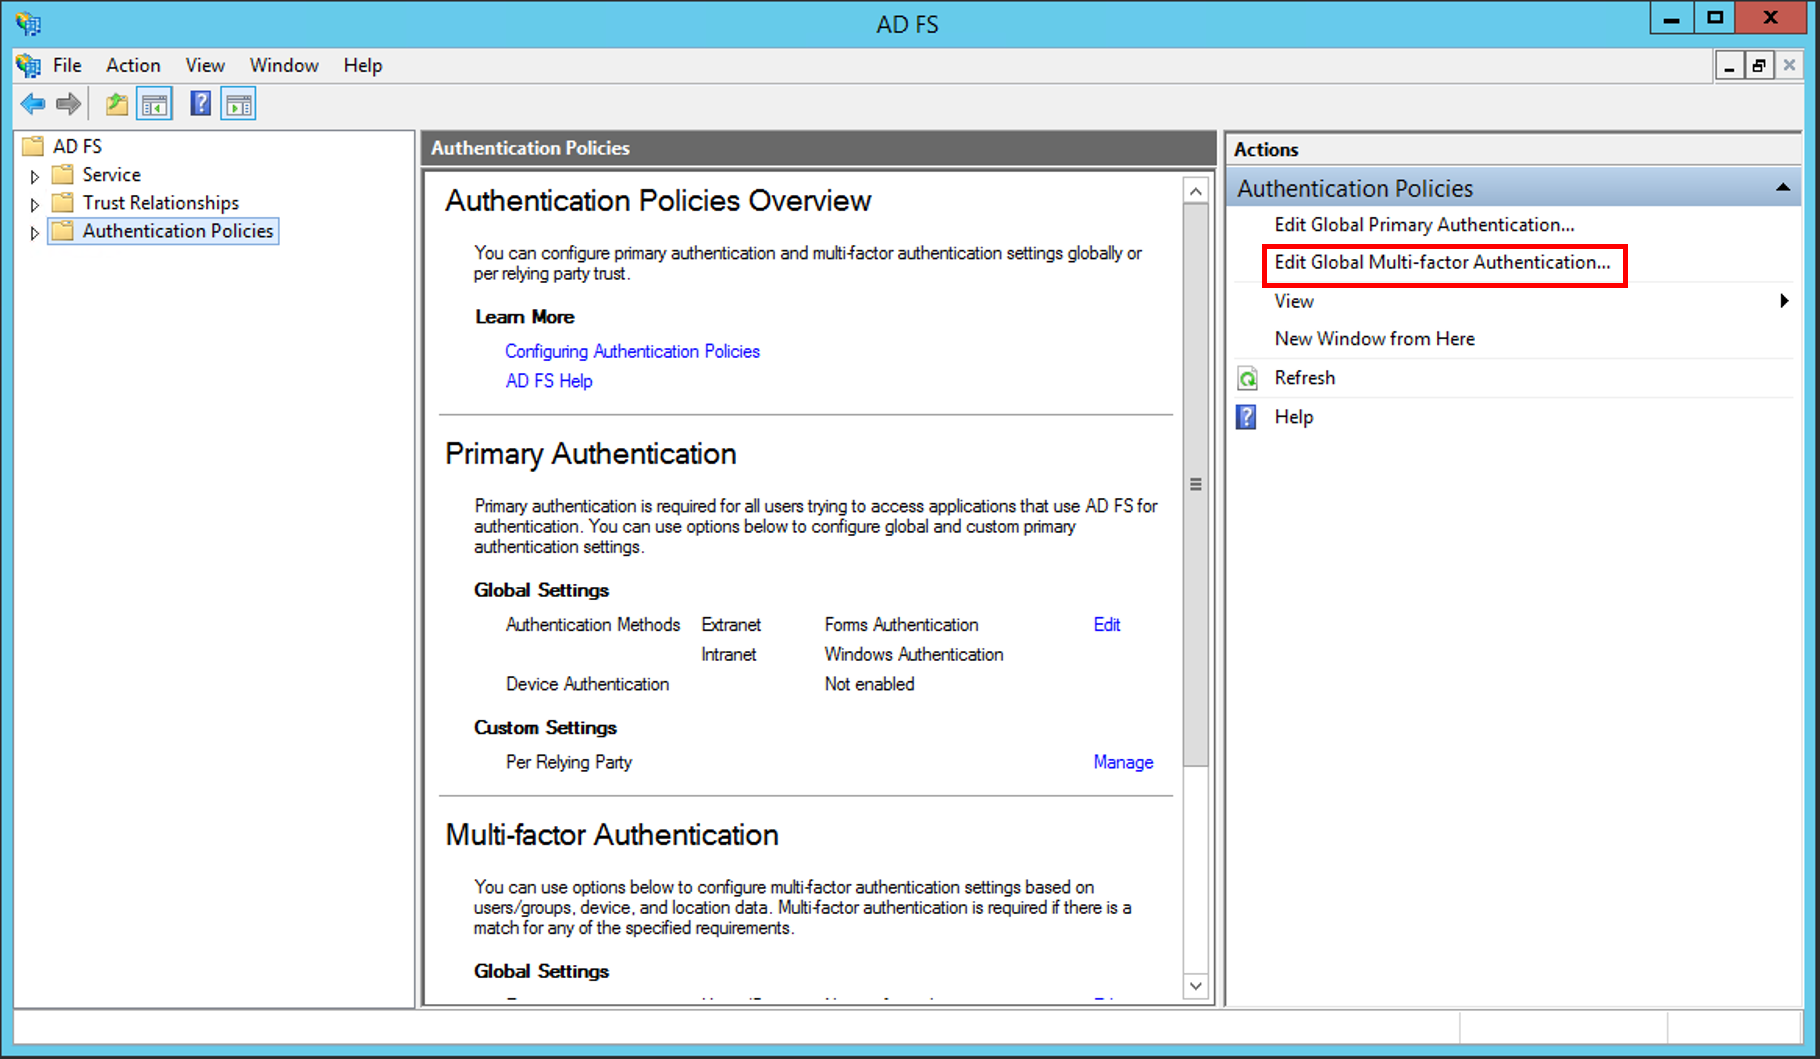 AD FS
File Action View Window Help
AD FS
Service
Trust Relationships
Authentication Policies
Authentication Policies
Authentication Policies Overview
You can configure primary authentication and multi-factor authentication settings globally or
per relying party trust.
Learn More
Configuring Authentication Policies
AD FS Help
Primary Authentication
Primary authentication is required for all users trying to access applications that use AD FS for
authentication. You can use options below to configure global and custom primary
authentication settings.
Global Settings
Authentication Methods Extranet Forms Authentication Edit
Intranet Windows Authentication
Device Authentication Not enabled
Custom Settings
Per Relying Party Manage
Multi-factor Authentication
You can use options below to configure multi-factor authentication settings based on
users/groups, device, and location data. Multi-factor authentication is required if there is a
match for any of the specified requirements.
Global Settings
Actions
Authentication Policies
Edit Global Primary Authentication...
Edit Global Multi-factor Authentication...
View
New Window from Here
Refresh
Help